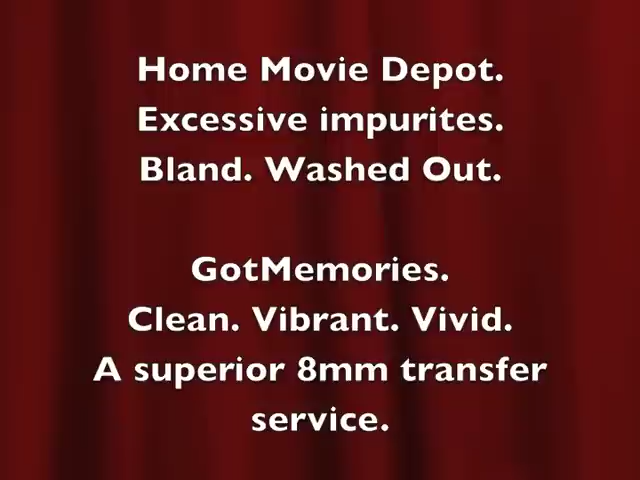 Home Movie Depot.
Excessive impurites.
Bland. Washed Out.
GotMemories.
Clean. Vibrant. Vivid.
A superior 8mm transfer
service.